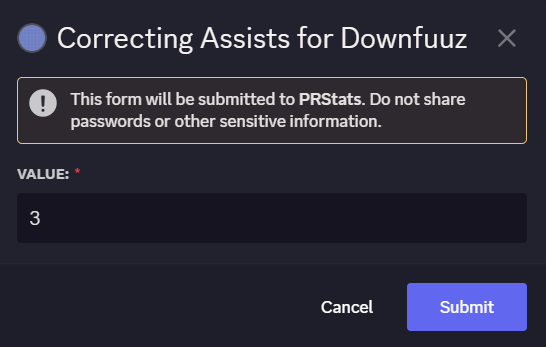 Correcting Assists for Downfuuz
This form will be submitted to PRStats. Do not share
passwords or other sensitive information.
VALUE: *
3
Cancel
Submit